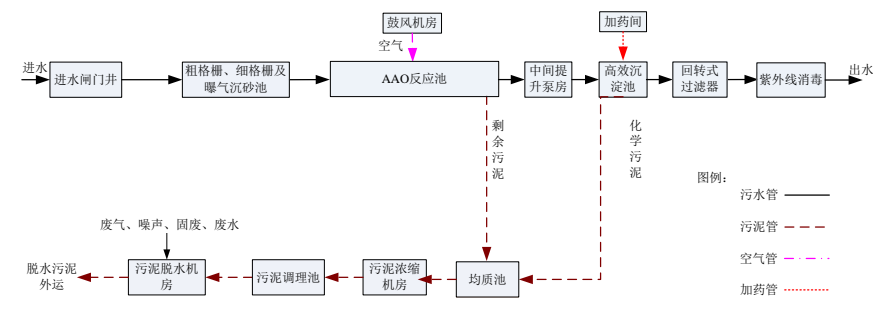 鼓风机房
加药间
空气
进水
进水闸门井
粗格栅、细格栅及
曝气沉砂池
AAO反应池
中间提
升泵房
高效沉
淀池
回转式
过滤器
紫外线消毒
出水
剩余污泥
化学污泥
图例：
污水管
污泥管
空气管
加药管
废气、噪声、固废、废水
脱水污泥
外运
污泥脱水机
房
污泥调理池
污泥浓缩
机房
均质池